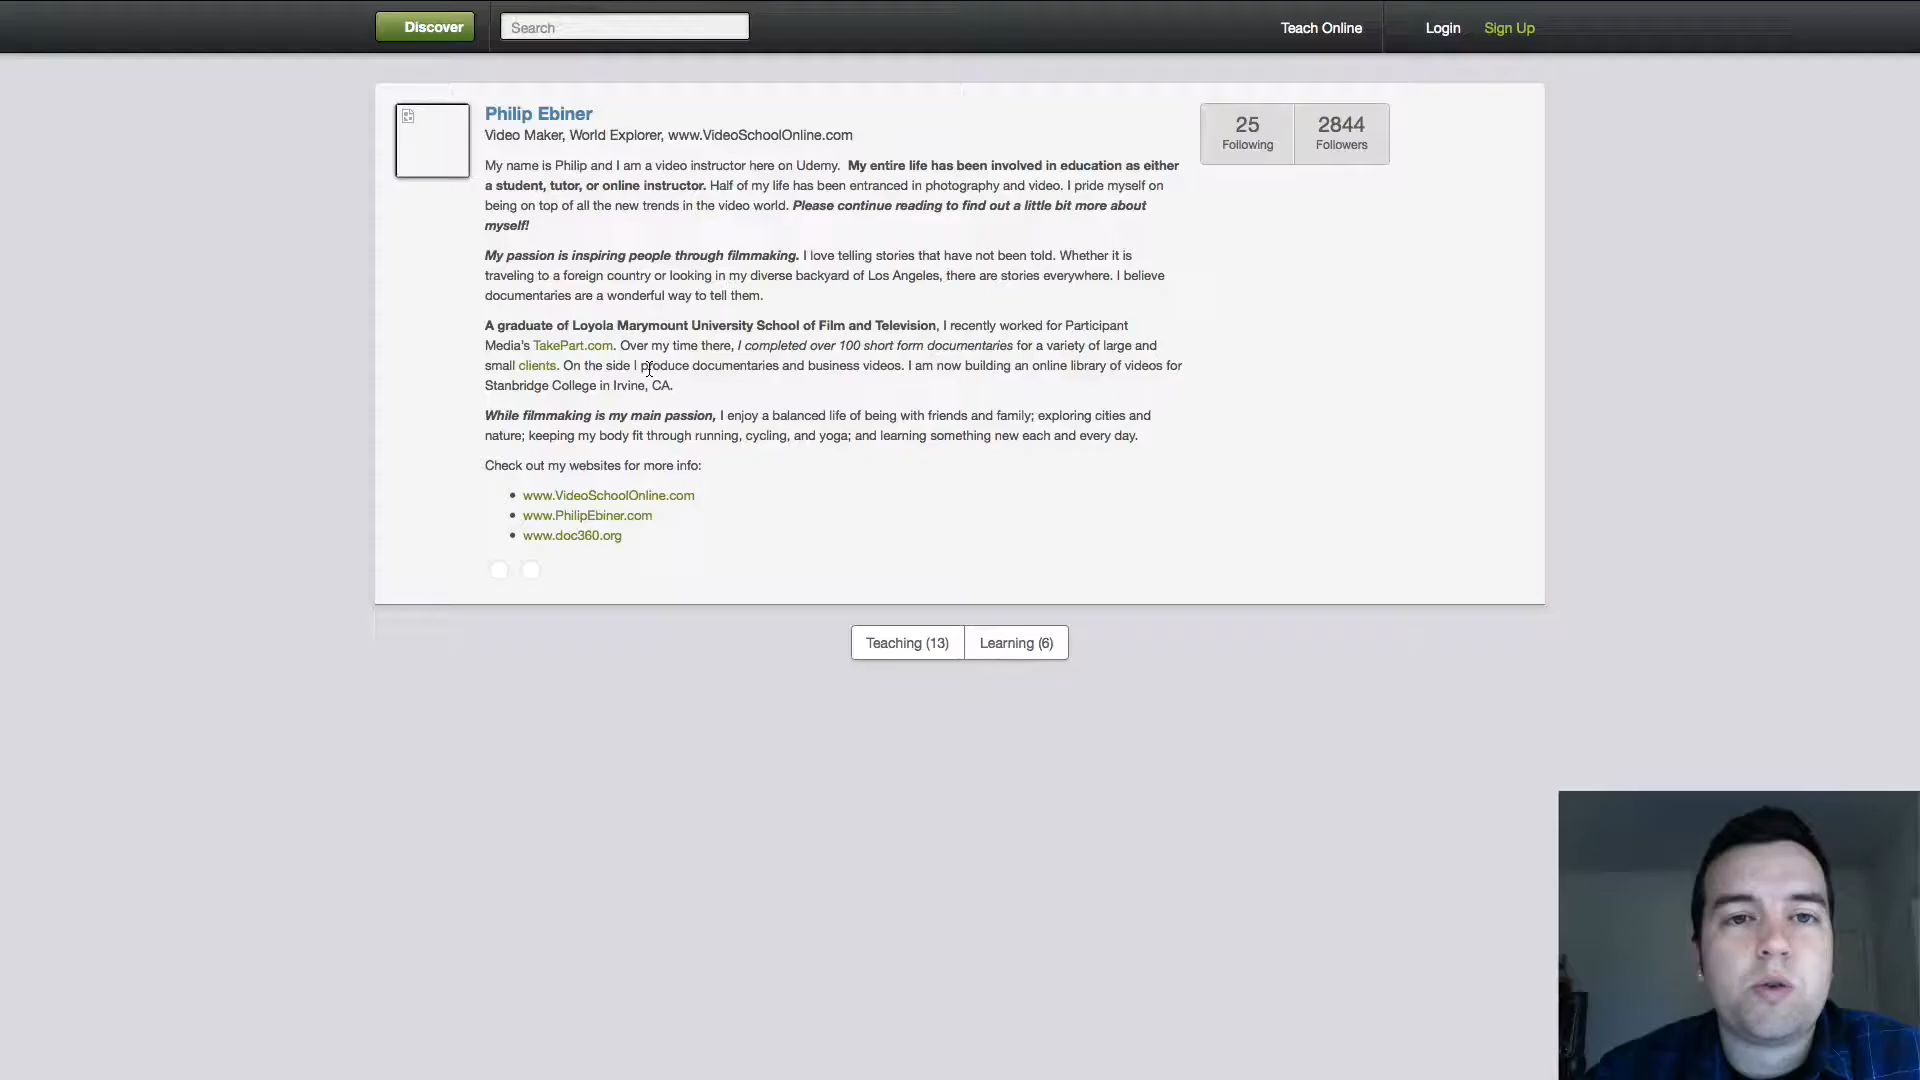 Discover
Search
Teach Online
Login
Sign Up
Philip Ebiner
Video Maker, World Explorer, www.VideoSchoolOnline.com
25
Following
2844
Followers
My name is Philip and I am a video instructor here on Udemy. My entire life has been involved in education as either
a student, tutor, or online instructor. Half of my life has been entranced in photography and video. I pride myself on
being on top of all the new trends in the video world. Please continue reading to find out a little bit more about
myself!
My passion is inspiring people through filmmaking. I love telling stories that have not been told. Whether it is
traveling to a foreign country or looking in my diverse backyard of Los Angeles, there are stories everywhere. I believe
documentaries are a wonderful way to tell them.
A graduate of Loyola Marymount University School of Film and Television, I recently worked for Participant
Media's TakePart.com. Over my time there, I completed over 100 short form documentaries for a variety of large and
small clients. On the side I produce documentaries and business videos. I am now building an online library of videos for
Stanbridge College in Irvine, CA.
While filmmaking is my main passion, I enjoy a balanced life of being with friends and family; exploring cities and
nature; keeping my body fit through running, cycling, and yoga; and learning something new each and every day.
Check out my websites for more info:
www.VideoSchoolOnline.com
www.PhilipEbiner.com
www.doc360.org
Teaching (13)
Learning (6)